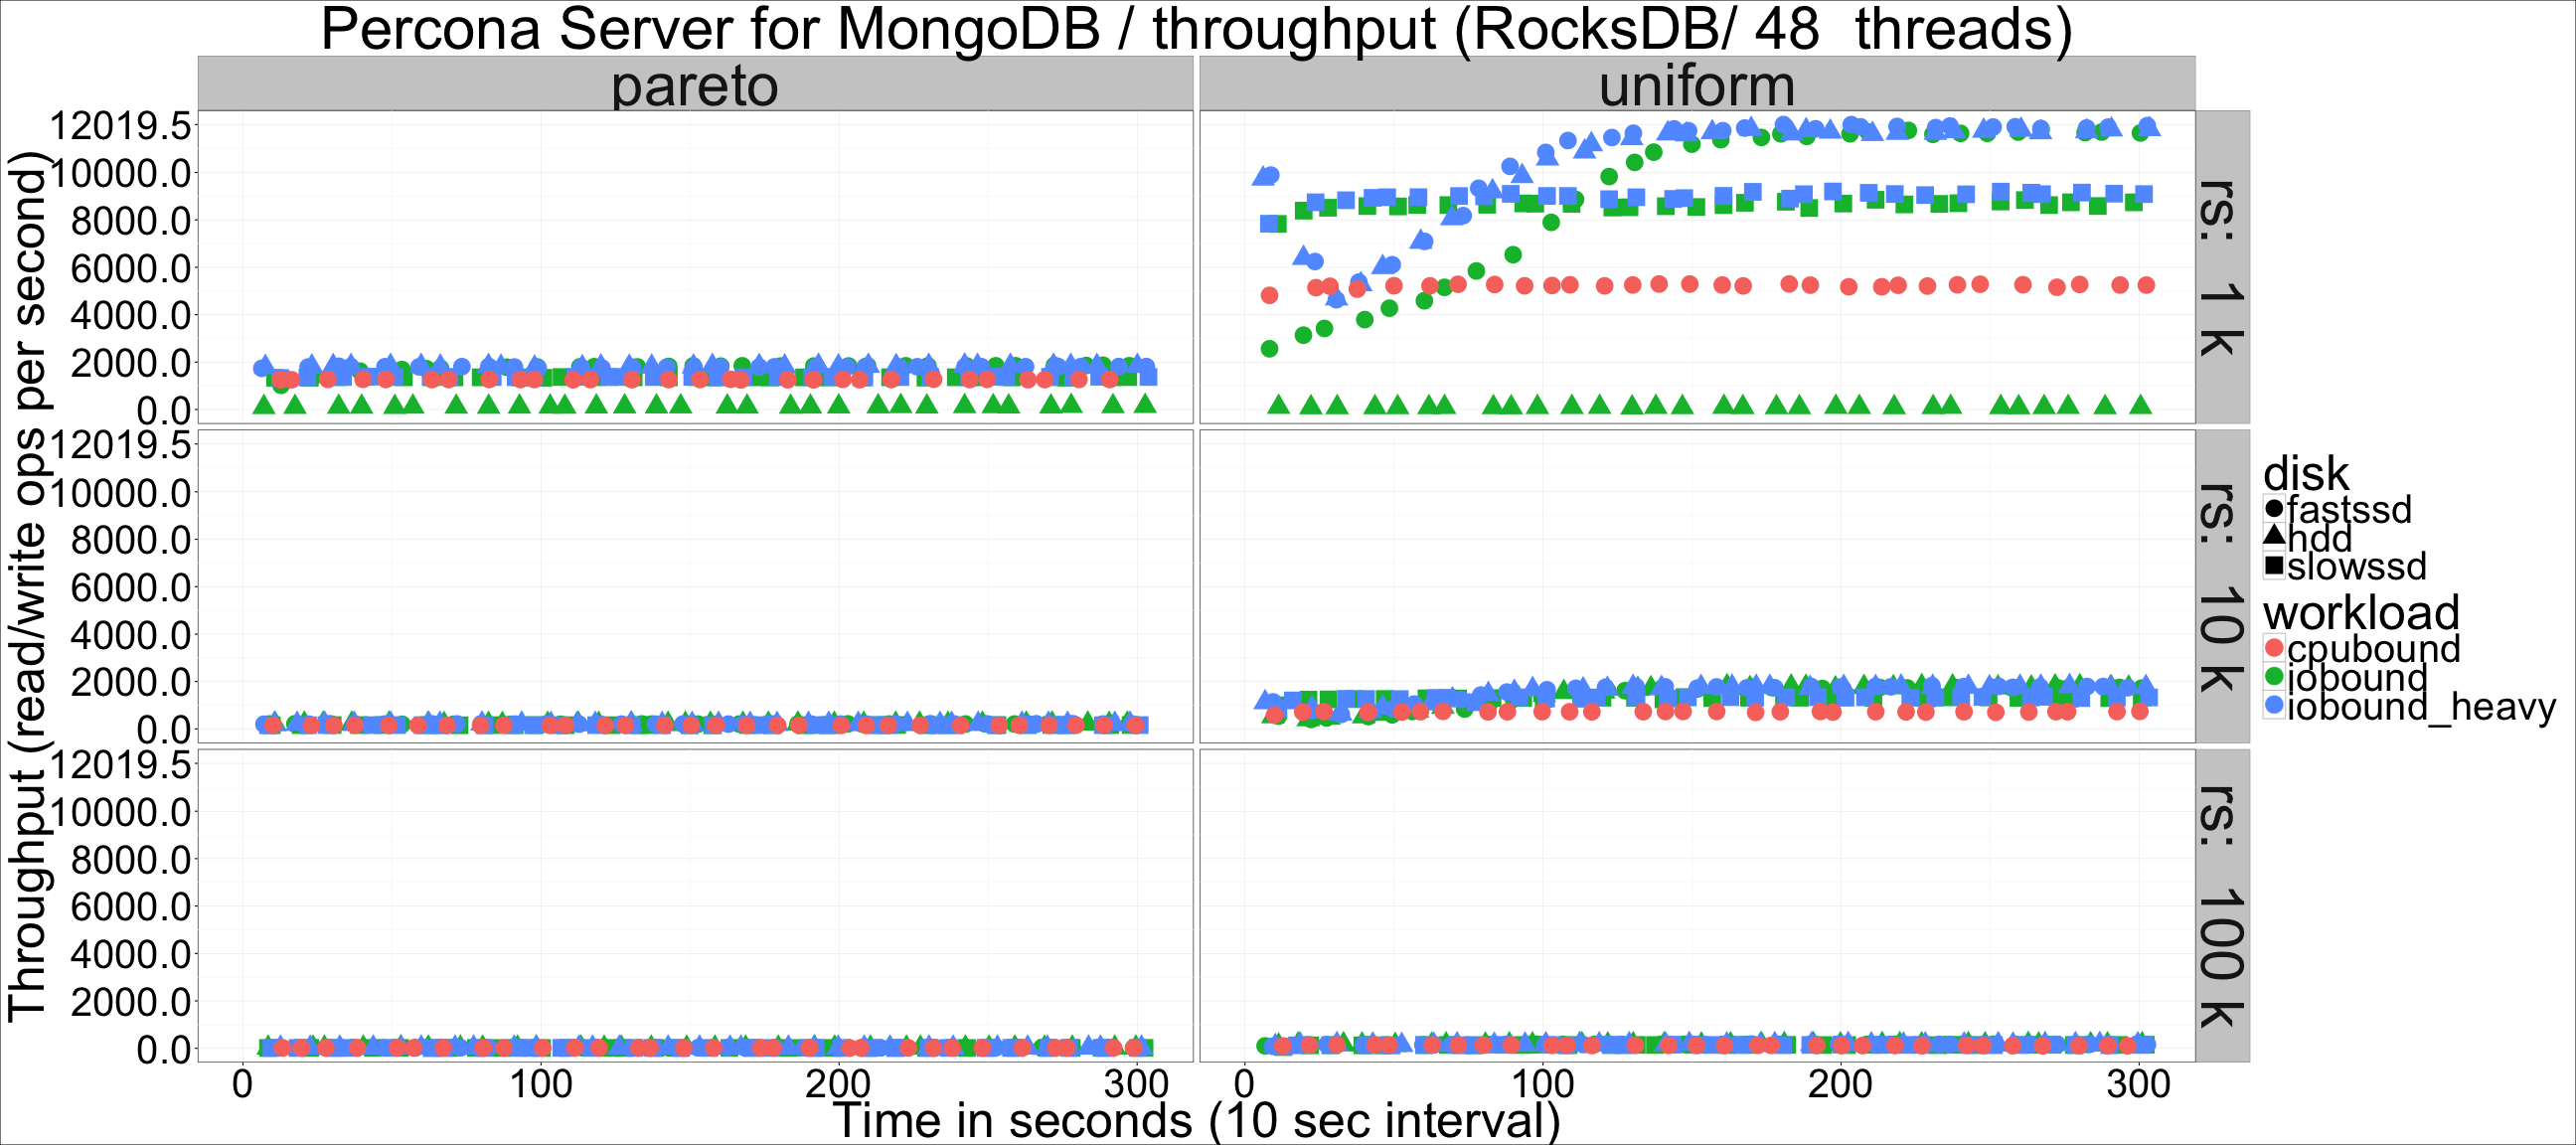 Percona Server for MongoDB / throughput (RocksDB/ 48  threads)
pareto
uniform
Throughput (read/write ops per second)
12019.5
10000.0
8000.0
6000.0
4000.0
2000.0
0.0
rs:  1 k
12019.5
10000.0
8000.0
6000.0
4000.0
2000.0
0.0
rs:  10 k
12019.5
10000.0
8000.0
6000.0
4000.0
2000.0
0.0
rs:  100 k
0 100 200 300
0 100 200 300
Time in seconds (10 sec interval)
disk
fastssd
hdd
slowssd
workload
cpubound
iobound
iobound_heavy